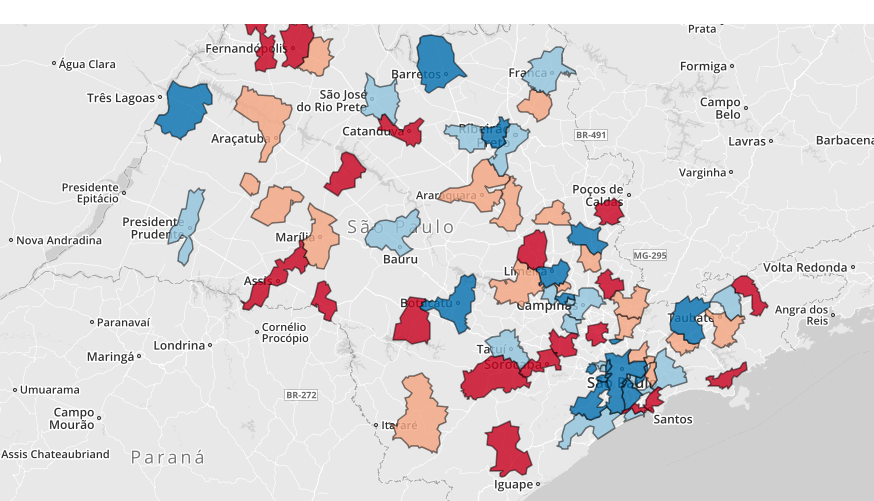 Prata
Fernandópolis
Água Clara
Formiga
Barretos
Franca
Três Lagoas
São José
do Rio Preto
Campo
Belo
Catanduva
Ribeirão
Preto
BR-491
Araçatuba
Lavras
Barbacena
Varginha
Presidente
Epitácio
Araraquara
Poços de
Caldas
Presidente
Prudente
São Paulo
Nova Andradina
Marília
Bauru
MG-295
Limeira
Volta Redonda
Assis
Botucatu
Campinas
Angra dos
Reis
Paranavaí
Cornélio
Procópio
Taubaté
Londrina
Tatuí
Maringá
Sorocaba
São Paulo
Umuarama
BR-272
Campo
Mourão
Itararé
Santos
Assis Chateaubriand
Paraná
Iguape